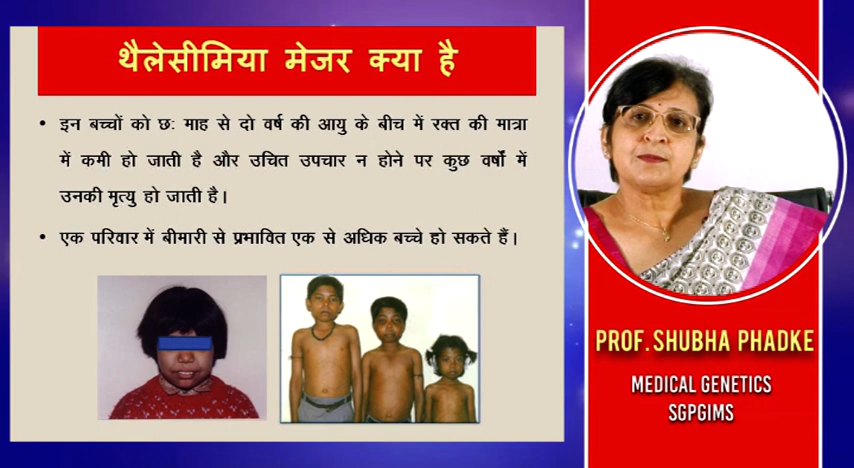 थैलेसीमिया मेजर क्या है
• इन बच्चों को छ: माह से दो वर्ष की आयु के बीच में रक्त की मात्रा
में कमी हो जाती है और उचित उपचार न होने पर कुछ वर्षों में
उनकी मृत्यु हो जाती है।
• एक परिवार में बीमारी से प्रभावित एक से अधिक बच्चे हो सकते हैं।
PROF. SHUBHA PHADKE
MEDICAL GENETICS
SGPGIMS